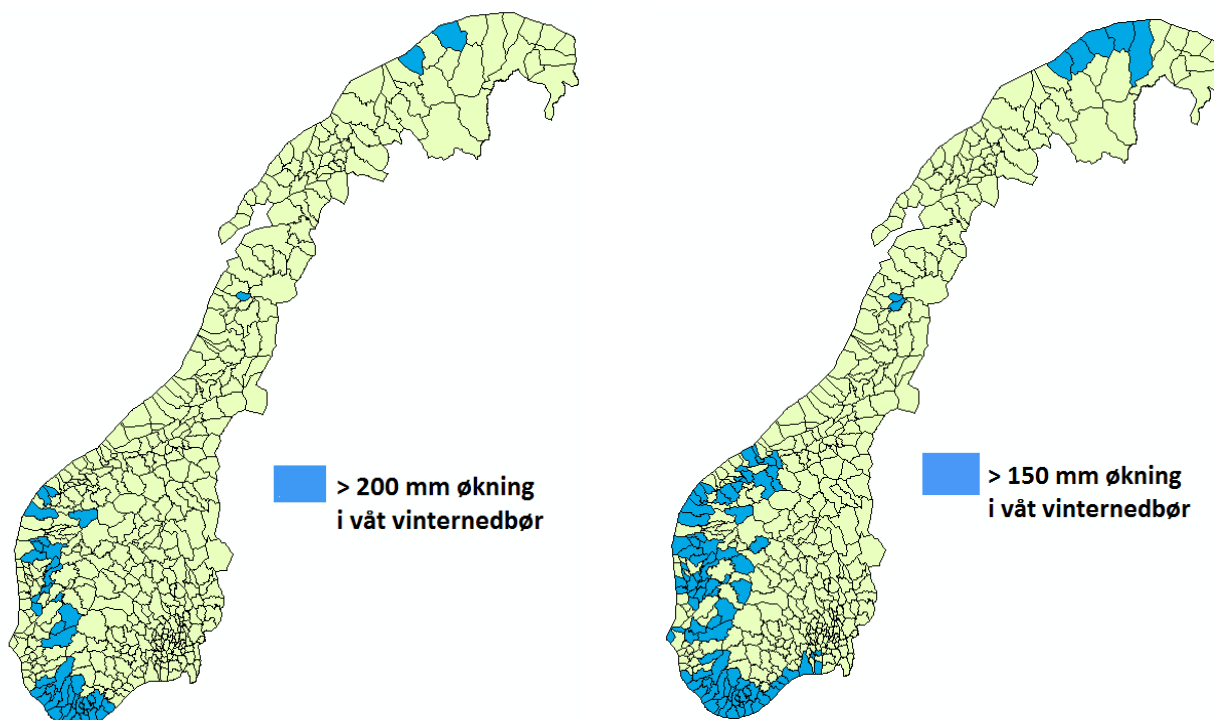 > 200 mm økning
i våt vinternedbør
> 150 mm økning
i våt vinternedbør